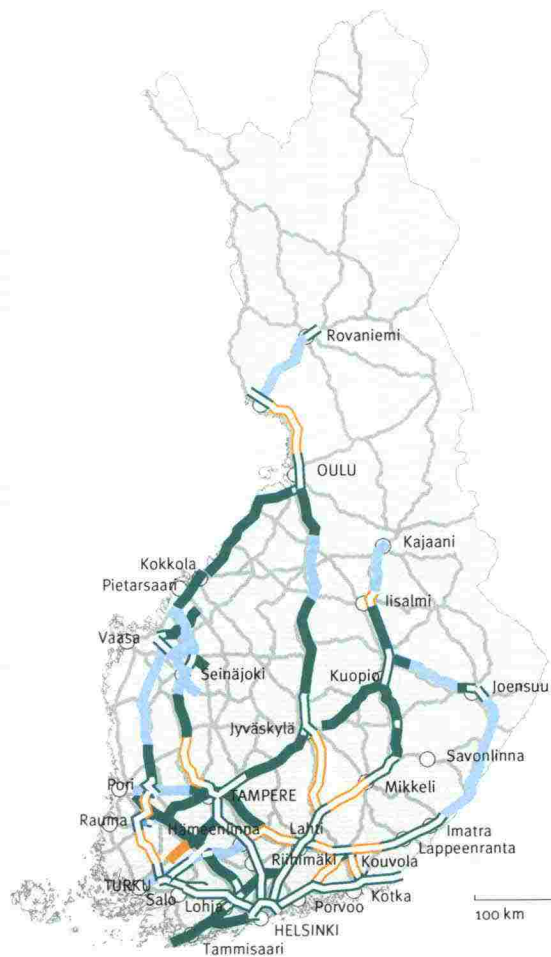 Rovaniemi
OULU
Kajaani
Kokkola
Pietarsaari
Iisalmi
Vaasa
Seinäjoki
Kuopio
Joensuu
Jyväskylä
Savonlinna
Pori
TAMPERE
Mikkeli
Rauma
Hämeenlinna
Lahti
Imatra
Lappeenranta
Riihimäki
Kouvola
TURKU
Salo
Lohja
Porvoo
Kotka
HELSINKI
Tammisaari
100 km